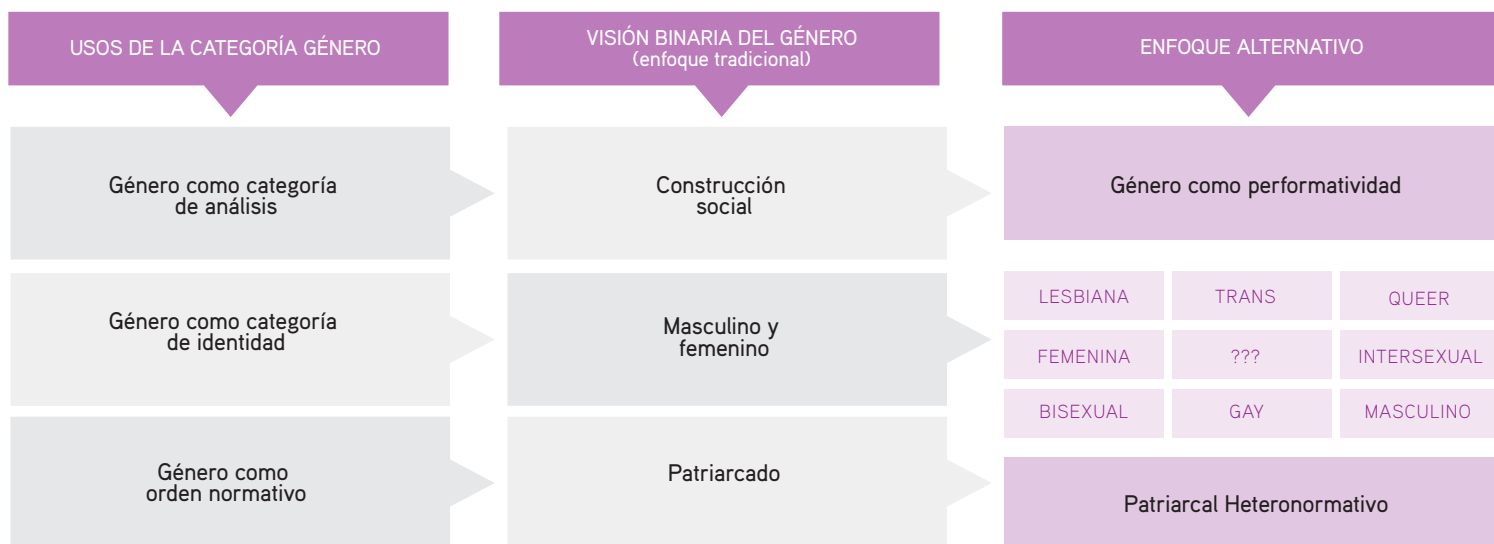 USOS DE LA CATEGORÍA GÉNERO
VISIÓN BINARIA DEL GÉNERO
(enfoque tradicional)
ENFOQUE ALTERNATIVO
Género como categoría
de análisis
Construcción
social
Género como performatividad
Género como categoría
de identidad
Masculino y
femenino
LESBIANA
TRANS
QUEER
FEMENINA
???
INTERSEXUAL
BISEXUAL
GAY
MASCULINO
Género como
orden normativo
Patriarcado
Patriarcal Heteronormativo